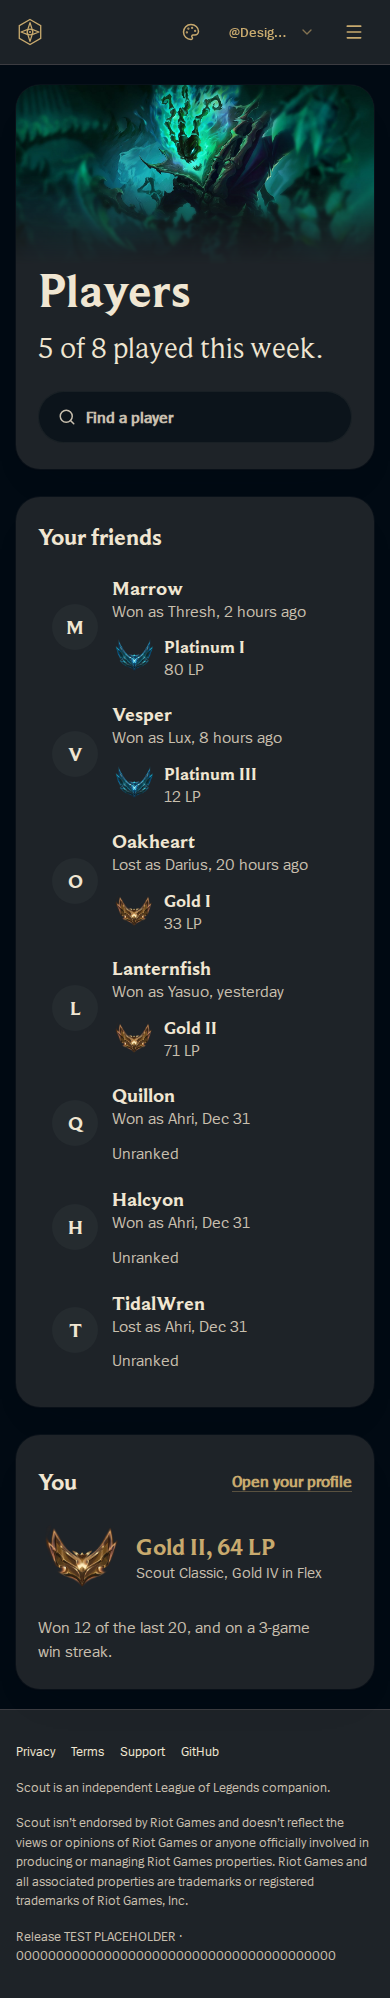 @Desig...
Players
5 of 8 played this week.
Find a player
Your friends
M
Marrow
Won as Thresh, 2 hours ago
Platinum I
80 LP
V
Vesper
Won as Lux, 8 hours ago
Platinum III
12 LP
O
Oakheart
Lost as Darius, 20 hours ago
Gold I
33 LP
L
Lanternfish
Won as Yasuo, yesterday
Gold II
71 LP
Q
Quillon
Won as Ahri, Dec 31
Unranked
H
Halcyon
Won as Ahri, Dec 31
Unranked
T
TidalWren
Lost as Ahri, Dec 31
Unranked
You
Open your profile
Gold II, 64 LP
Scout Classic, Gold IV in Flex
Won 12 of the last 20, and on a 3-game
win streak.
Privacy Terms Support GitHub
Scout is an independent League of Legends companion.
Scout isn't endorsed by Riot Games and doesn't reflect the
views or opinions of Riot Games or anyone officially involved in
producing or managing Riot Games properties. Riot Games and
all associated properties are trademarks or registered
trademarks of Riot Games, Inc.
Release TEST PLACEHOLDER ·
0000000000000000000000000000000000000000